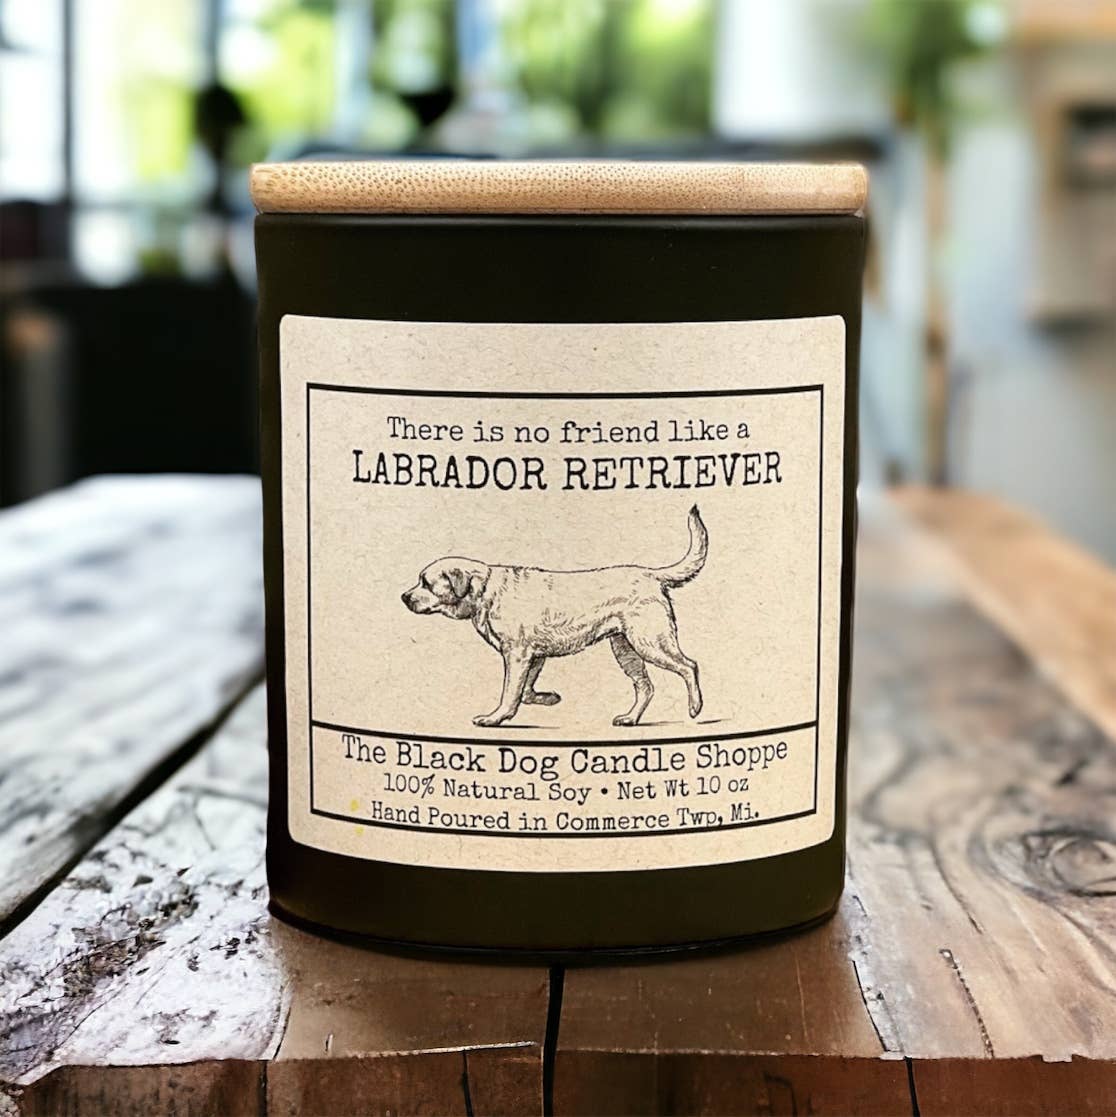 There is no friend like a
LABRADOR RETRIEVER
The Black Dog Candle Shoppe
100% Natural Soy • Net Wt 10 oz
Hand Poured in Commerce Twp, Mi.